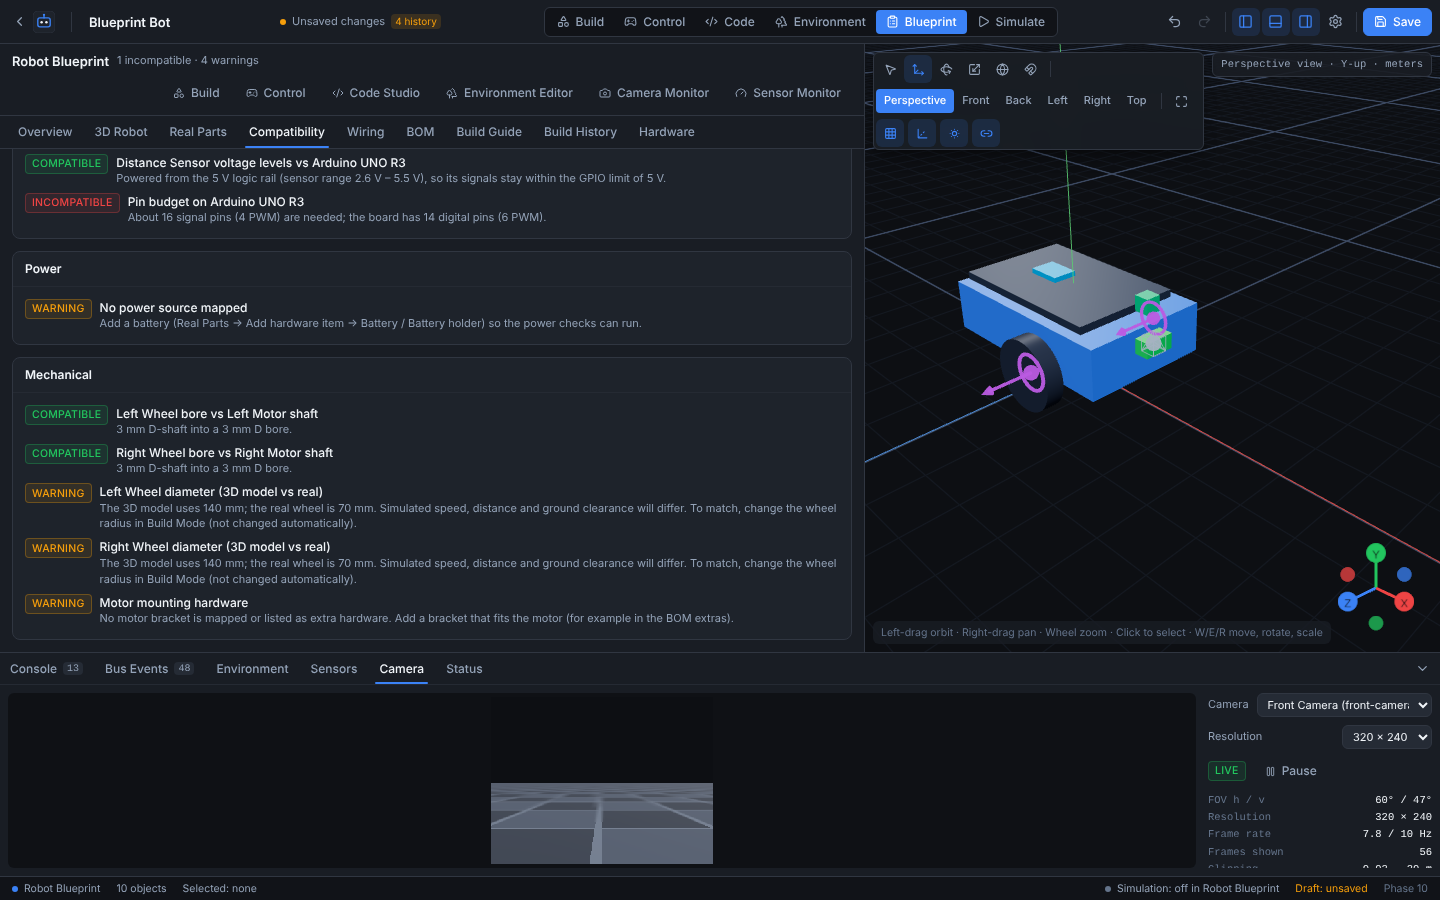 Blueprint Bot
Unsaved changes
4 history
Build
Control
Code
Environment
Blueprint
Simulate
Save
Robot Blueprint
1 incompatible · 4 warnings
Build
Control
Code Studio
Environment Editor
Camera Monitor
Sensor Monitor
Overview
3D Robot
Real Parts
Compatibility
Wiring
BOM
Build Guide
Build History
Hardware
COMPATIBLE
Distance Sensor voltage levels vs Arduino UNO R3
Powered from the 5 V logic rail (sensor range 2.6 V – 5.5 V), so its signals stay within the GPIO limit of 5 V.
INCOMPATIBLE
Pin budget on Arduino UNO R3
About 16 signal pins (4 PWM) are needed; the board has 14 digital pins (6 PWM).
Power
WARNING
No power source mapped
Add a battery (Real Parts → Add hardware item → Battery / Battery holder) so the power checks can run.
Mechanical
COMPATIBLE
Left Wheel bore vs Left Motor shaft
3 mm D-shaft into a 3 mm D bore.
COMPATIBLE
Right Wheel bore vs Right Motor shaft
3 mm D-shaft into a 3 mm D bore.
WARNING
Left Wheel diameter (3D model vs real)
The 3D model uses 140 mm; the real wheel is 70 mm. Simulated speed, distance and ground clearance will differ. To match, change the wheel
radius in Build Mode (not changed automatically).
WARNING
Right Wheel diameter (3D model vs real)
The 3D model uses 140 mm; the real wheel is 70 mm. Simulated speed, distance and ground clearance will differ. To match, change the wheel
radius in Build Mode (not changed automatically).
WARNING
Motor mounting hardware
No motor bracket is mapped or listed as extra hardware. Add a bracket that fits the motor (for example in the BOM extras).
Perspective view · Y-up · meters
Perspective
Front
Back
Left
Right
Top
Y
Z
X
Left-drag orbit · Right-drag pan · Wheel zoom · Click to select · W/E/R move, rotate, scale
Console 13
Bus Events 48
Environment
Sensors
Camera
Status
Camera
Front Camera (front-camera
Resolution
320 × 240
LIVE
Pause
FOV h / v 60° / 47°
Resolution 320 × 240
Frame rate 7.8 / 10 Hz
Frames shown 56
Robot Blueprint
10 objects
Selected: none
Simulation: off in Robot Blueprint
Draft: unsaved
Phase 10